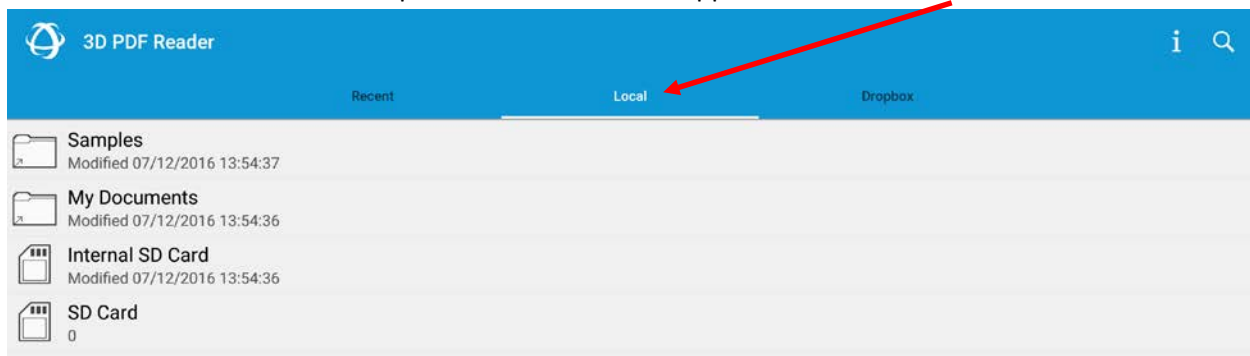 3D PDF Reader
i
Recent Local Dropbox
Samples
Modified 07/12/2016 13:54:37
My Documents
Modified 07/12/2016 13:54:36
Internal SD Card
Modified 07/12/2016 13:54:36
SD Card
0